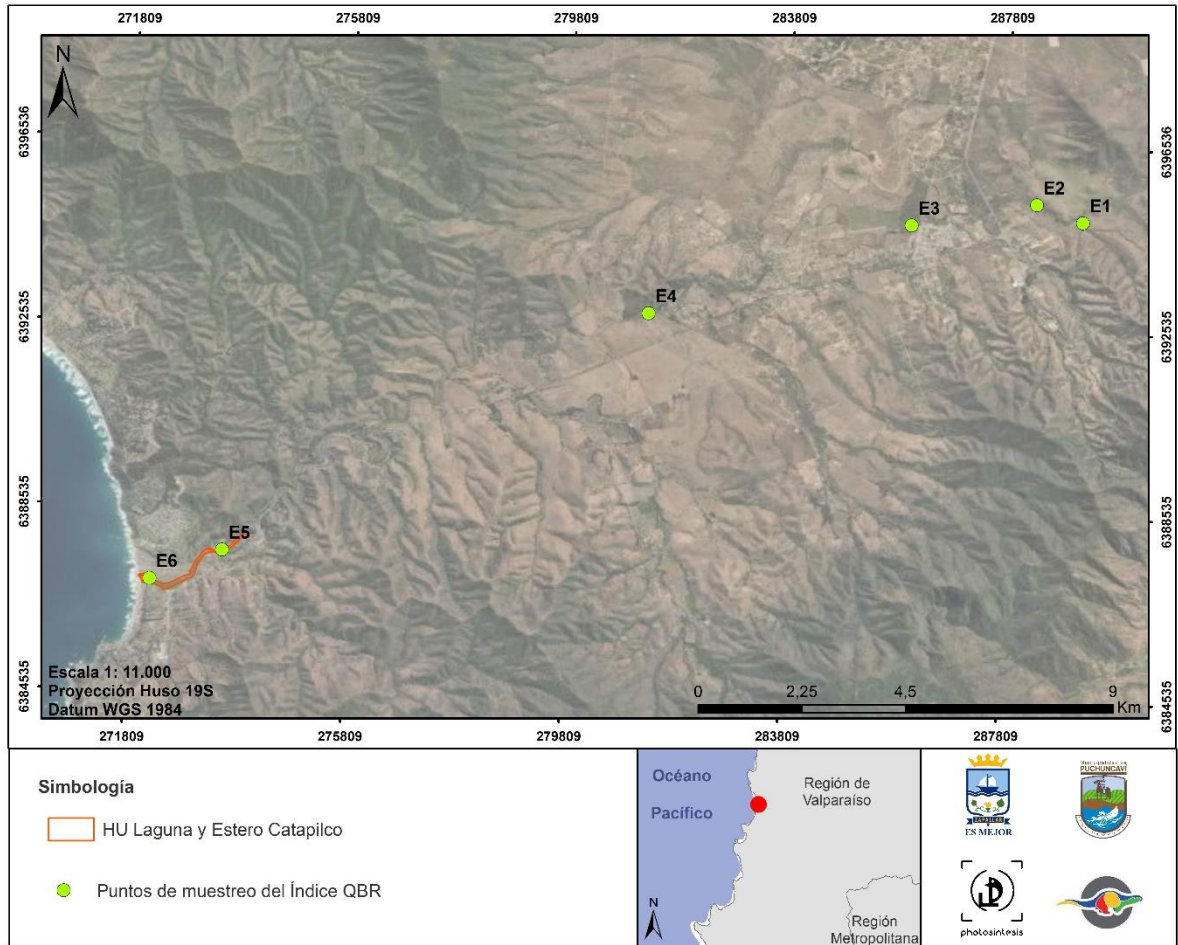 271809 275809 279809 283809 287809
N
6396536
6396536
E2
E1
E3
E4
6392535
6392535
6388535
6388535
E5
E6
Escala 1: 11.000
Proyección Huso 19S
Datum WGS 1984
0 2,25 4,5 9
Km
6384535
6384535
271809 275809 279809 283809 287809
Simbología
HU Laguna y Estero Catapilco
Puntos de muestreo del Índice QBR
Océano
Pacífico
Región de
Valparaíso
N
Región
Metropolitana
ZAPALLAR
ES MEJOR
Municipalidad de
PUCHUNCAVÍ
photosintesis